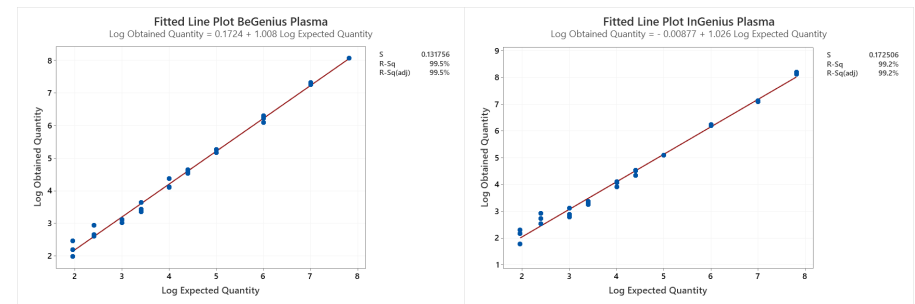 Fitted Line Plot BeGenius Plasma
Log Obtained Quantity = 0.1724 + 1.008 Log Expected Quantity
S 0.131756
R-Sq 99.5%
R-Sq(adj) 99.5%
8
7
6
5
4
3
2
Log Obtained Quantity
2 3 4 5 6 7 8
Log Expected Quantity
Fitted Line Plot InGenius Plasma
Log Obtained Quantity = - 0.00877 + 1.026 Log Expected Quantity
S 0.172506
R-Sq 99.2%
R-Sq(adj) 99.2%
9
8
7
6
5
4
3
2
1
Log Obtained Quantity
2 3 4 5 6 7 8
Log Expected Quantity